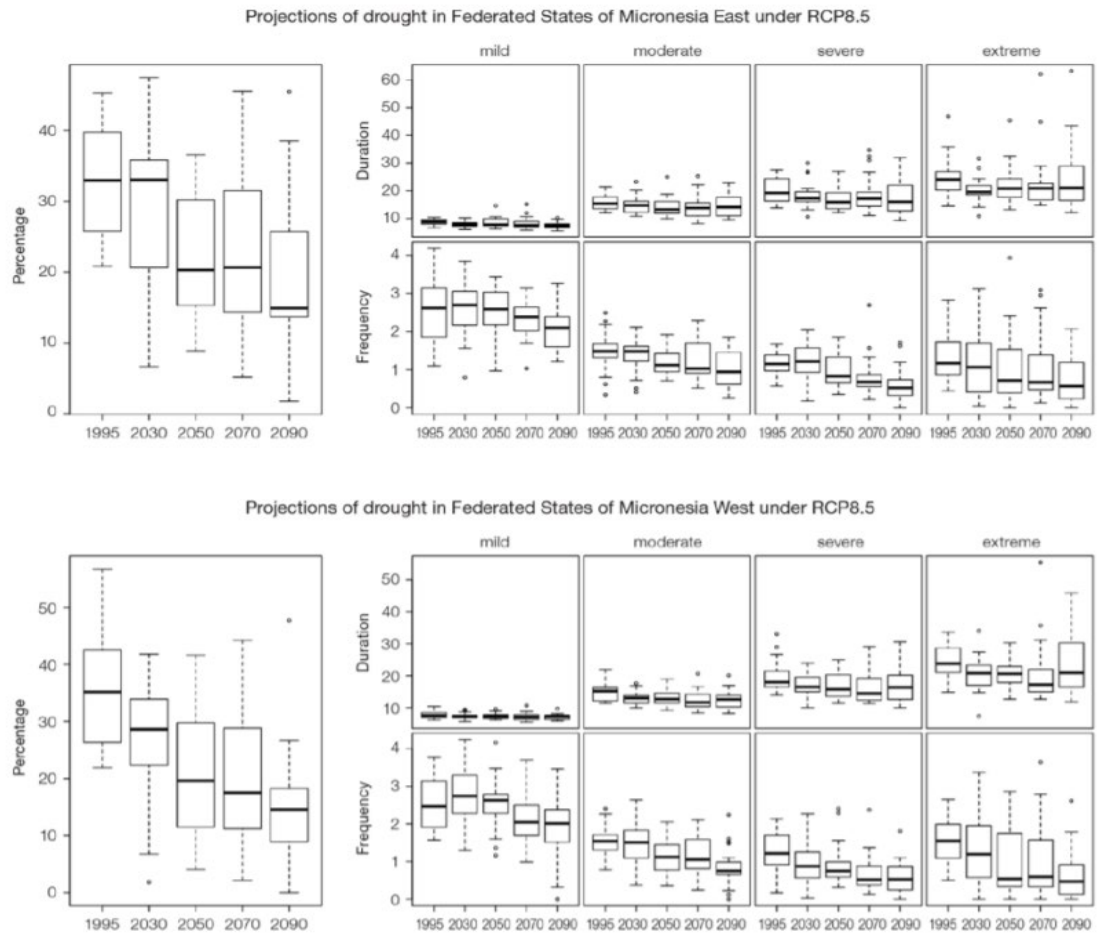 Projections of drought in Federated States of Micronesia East under RCP8.5
mild moderate severe extreme
Percentage
40
30
20
10
0
1995 2030 2050 2070 2090
Duration
60
50
40
30
20
10
Frequency
4
3
2
1
0
1995 2030 2050 2070 2090 1995 2030 2050 2070 2090 1995 2030 2050 2070 2090 1995 2030 2050 2070 2090
Projections of drought in Federated States of Micronesia West under RCP8.5
mild moderate severe extreme
Percentage
50
40
30
20
10
0
1995 2030 2050 2070 2090
Duration
50
40
30
20
10
Frequency
4
3
2
1
0
1995 2030 2050 2070 2090 1995 2030 2050 2070 2090 1995 2030 2050 2070 2090 1995 2030 2050 2070 2090